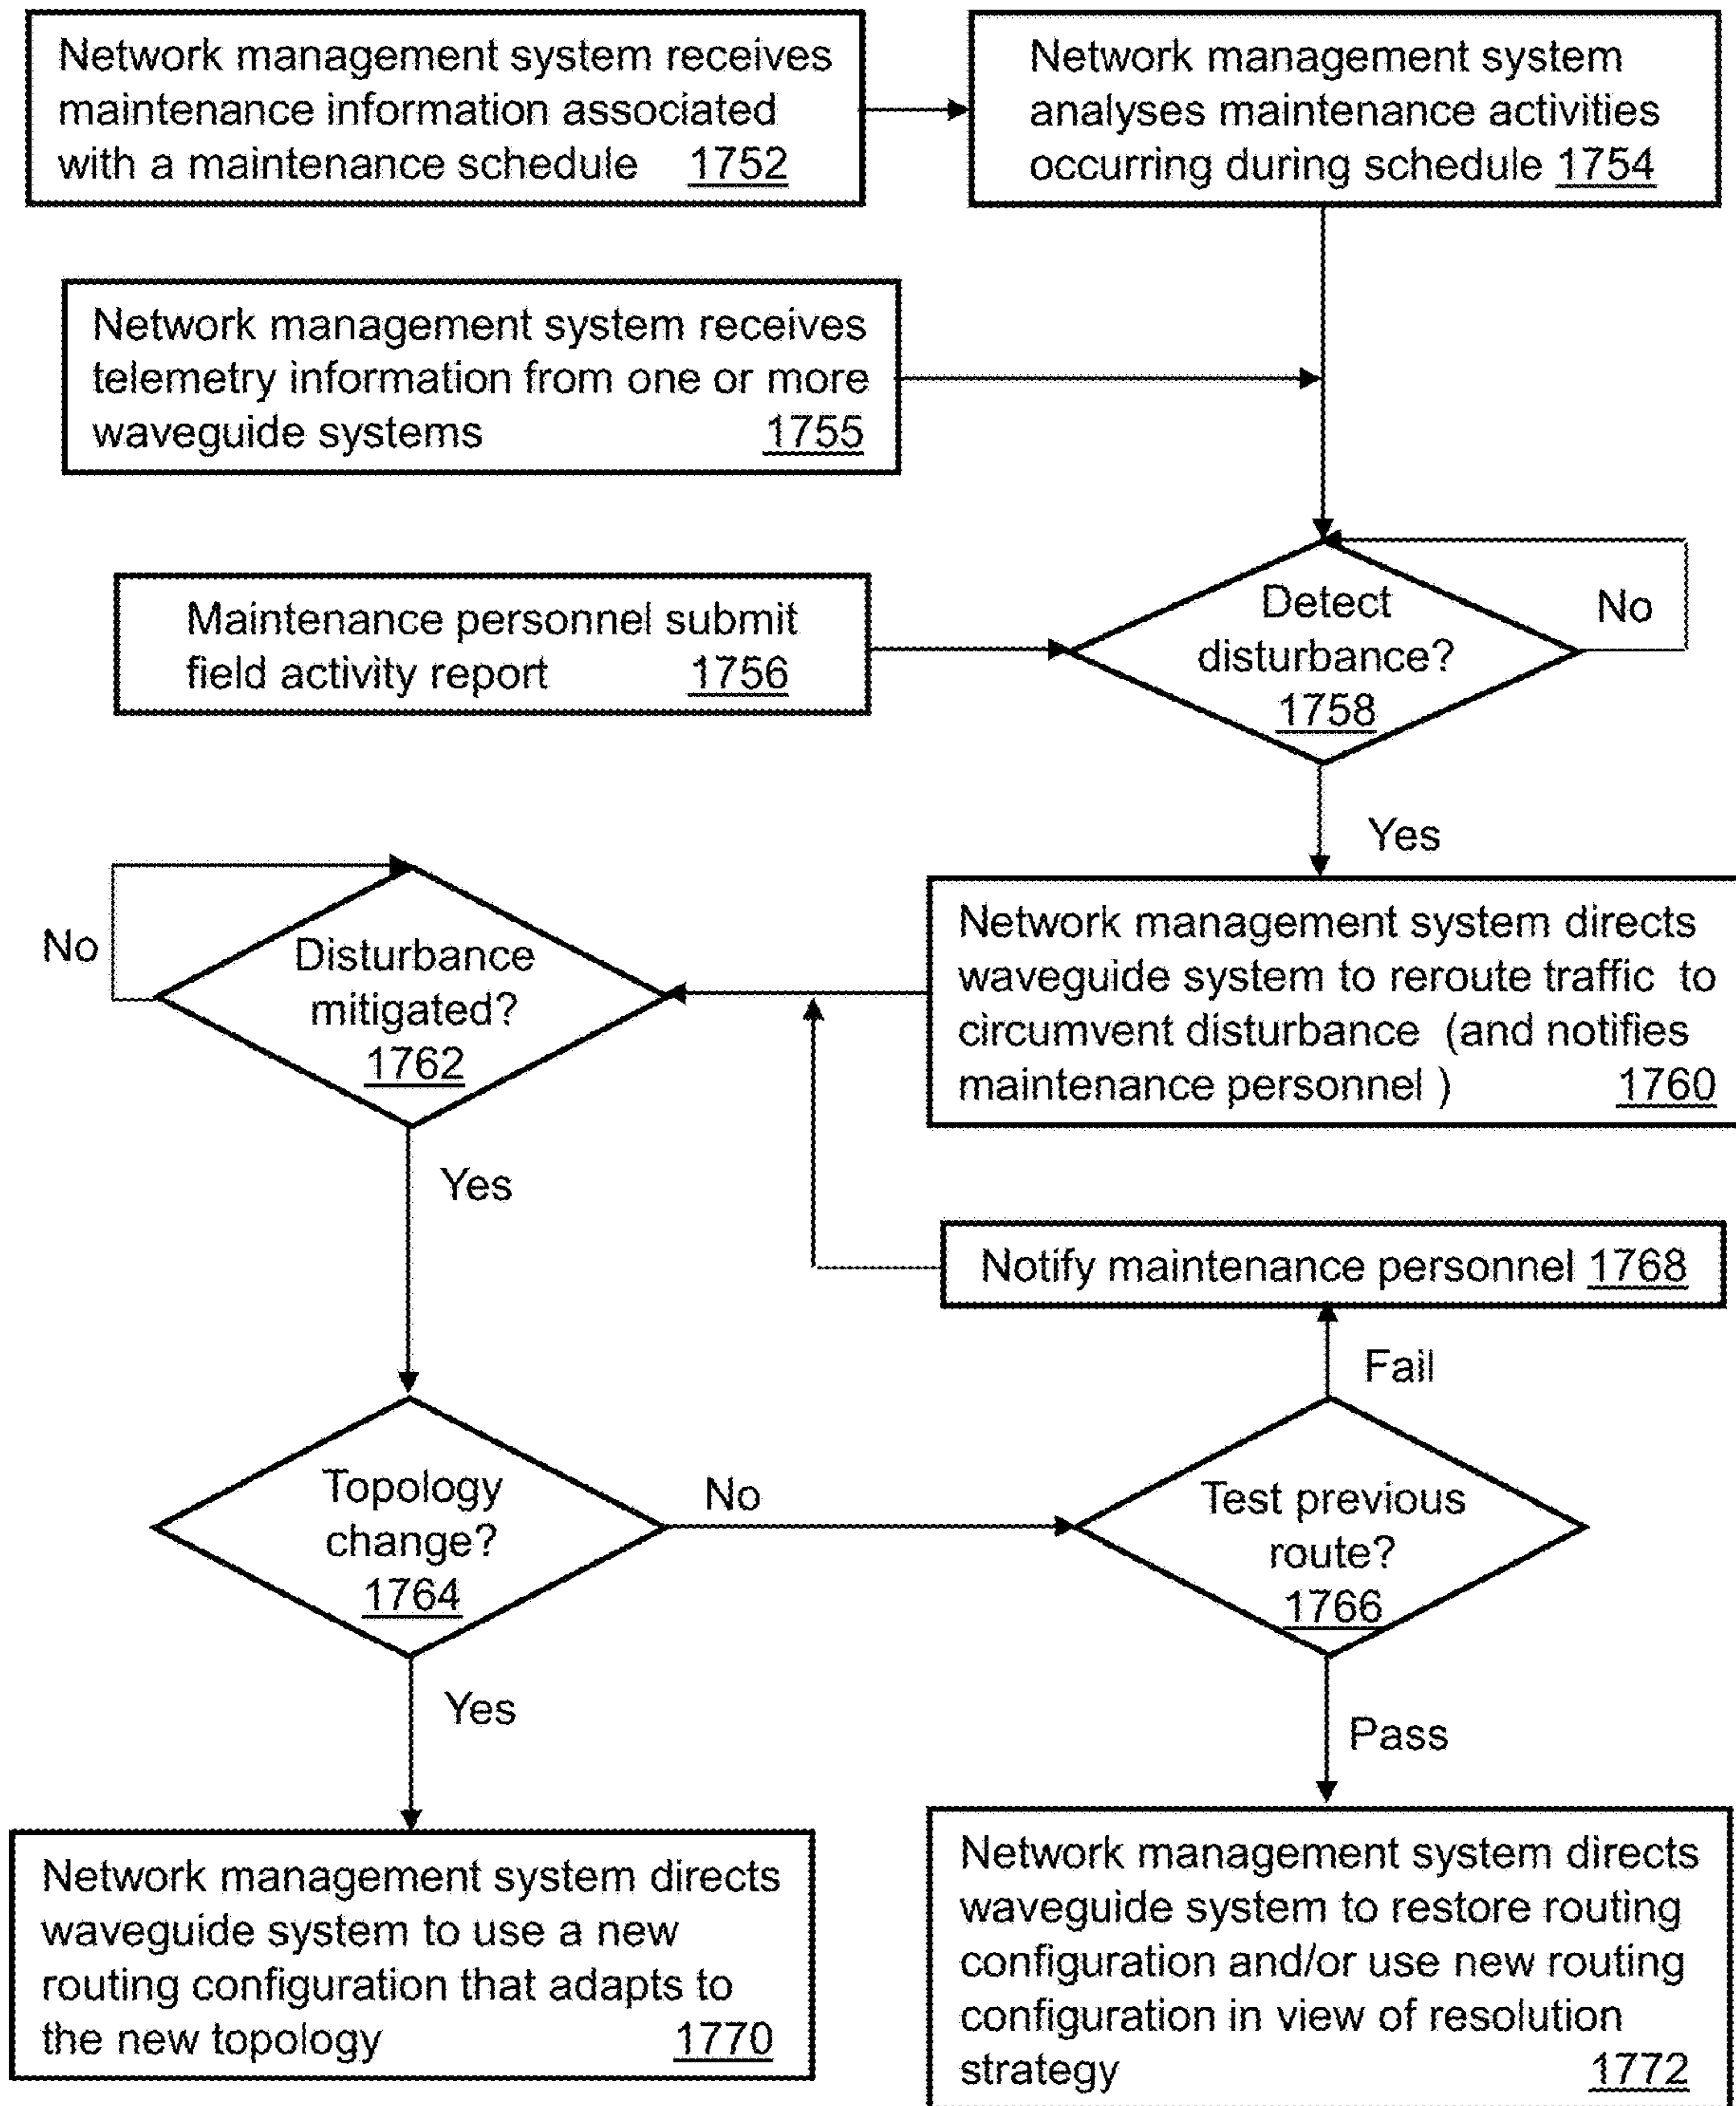 Network management system receives
maintenance information associated
with a maintenance schedule 1752
Network management system
analyses maintenance activities
occurring during schedule 1754
Network management system receives
telemetry information from one or more
waveguide systems 1755
Maintenance personnel submit
field activity report 1756
Detect
disturbance?
1758
No
Yes
Network management system directs
waveguide system to reroute traffic to
circumvent disturbance (and notifies
maintenance personnel ) 1760
No
Disturbance
mitigated?
1762
Yes
Notify maintenance personnel 1768
Fail
Topology
change?
1764
No
Test previous
route?
1766
Yes
Pass
Network management system directs
waveguide system to use a new
routing configuration that adapts to
the new topology 1770
Network management system directs
waveguide system to restore routing
configuration and/or use new routing
configuration in view of resolution
strategy 1772